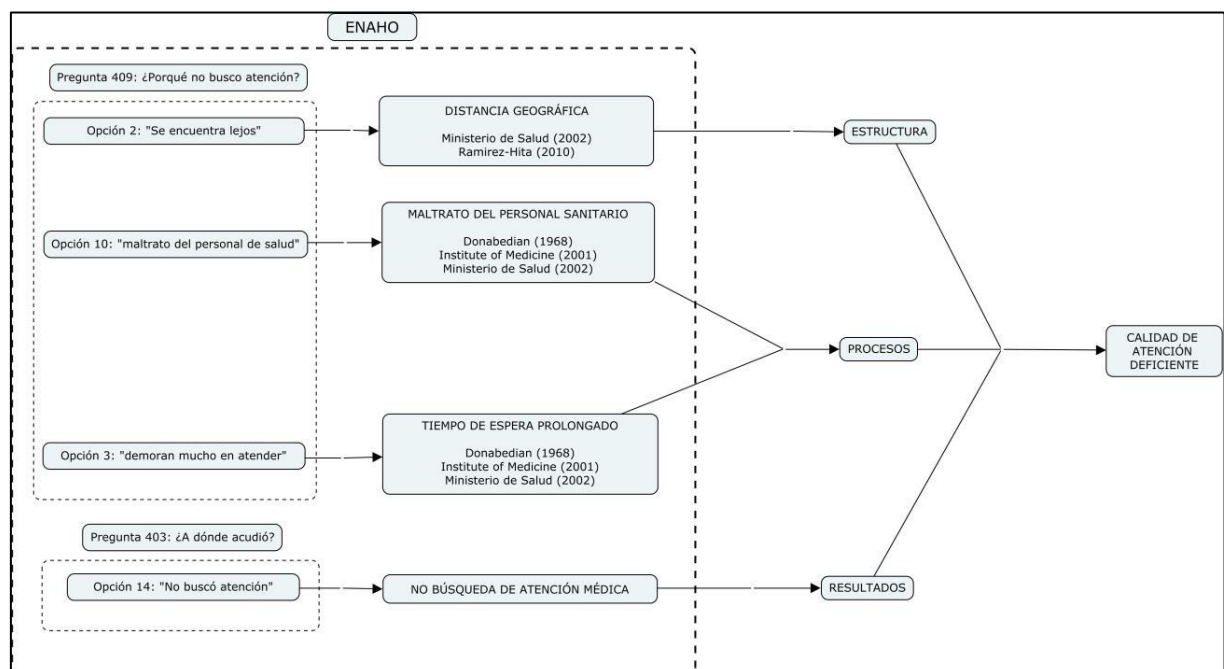 ENAHO
Pregunta 409: ¿Porqué no busco atención?
Opción 2: "Se encuentra lejos"
DISTANCIA GEOGRÁFICA
Ministerio de Salud (2002)
Ramirez-Hita (2010)
ESTRUCTURA
Opción 10: "maltrato del personal de salud"
MALTRATO DEL PERSONAL SANITARIO
Donabedian (1968)
Institute of Medicine (2001)
Ministerio de Salud (2002)
PROCESOS
CALIDAD DE
ATENCIÓN
DEFICIENTE
Opción 3: "demoran mucho en atender"
TIEMPO DE ESPERA PROLONGADO
Donabedian (1968)
Institute of Medicine (2001)
Ministerio de Salud (2002)
Pregunta 403: ¿A dónde acudió?
Opción 14: "No buscó atención"
NO BÚSQUEDA DE ATENCIÓN MÉDICA
RESULTADOS